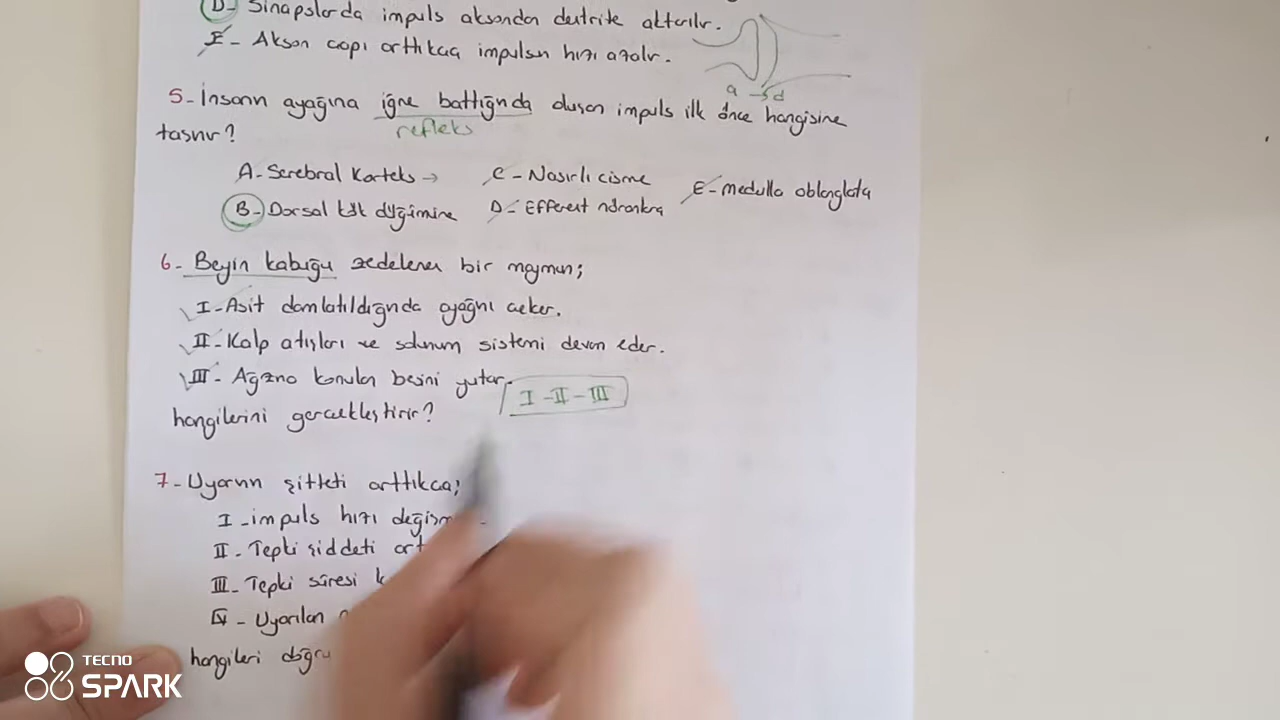 D- Sinapslarda impuls aksondan dentrite aktarılır.
E- Akson çapı arttıkça impulsun hızı azalır.
a → d
5- İnsanın ayağına iğne battığında oluşan impuls ilk önce hangisine
refleks
taşınır?
A- Serebral korteks →
C- Nasırlı cisme
E- medulla oblangata
B- Dorsal kök düğümüne
D- Efferent nöronlara
6- Beyin kabuğu zedelenen bir maymun;
I- Asit damlatıldığında ayağını çeker.
II- Kalp atışları ve solunum sistemi devam eder.
III- Ağzına konulan besini yutar.
I-II-III
hangilerini gerçekleştirir?
7- Uyarının şitteti arttıkça;
I- impuls hızı
II- Tepki şiddeti
III- Tepki süresi
IV- Uyarılan
hangileri
TECNO
SPARK